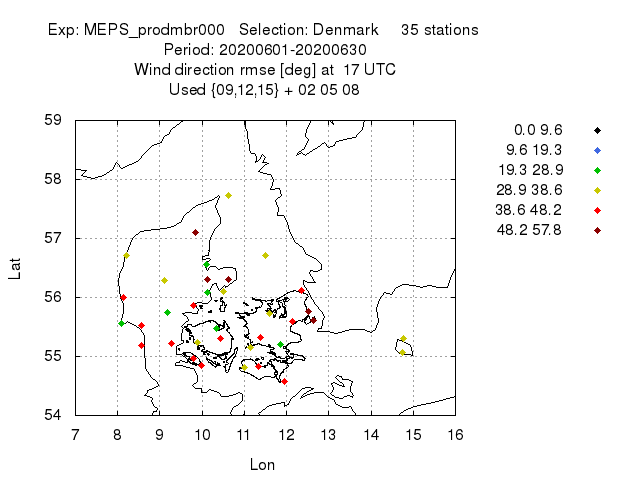 Exp: MEPS_prodmbr000 Selection: Denmark 35 stations
Period: 20200601-20200630
Wind direction rmse [deg] at 17 UTC
Used {09,12,15} + 02 05 08
0.0 9.6
9.6 19.3
19.3 28.9
28.9 38.6
38.6 48.2
48.2 57.8
Lat
59
58
57
56
55
54
7 8 9 10 11 12 13 14 15 16
Lon